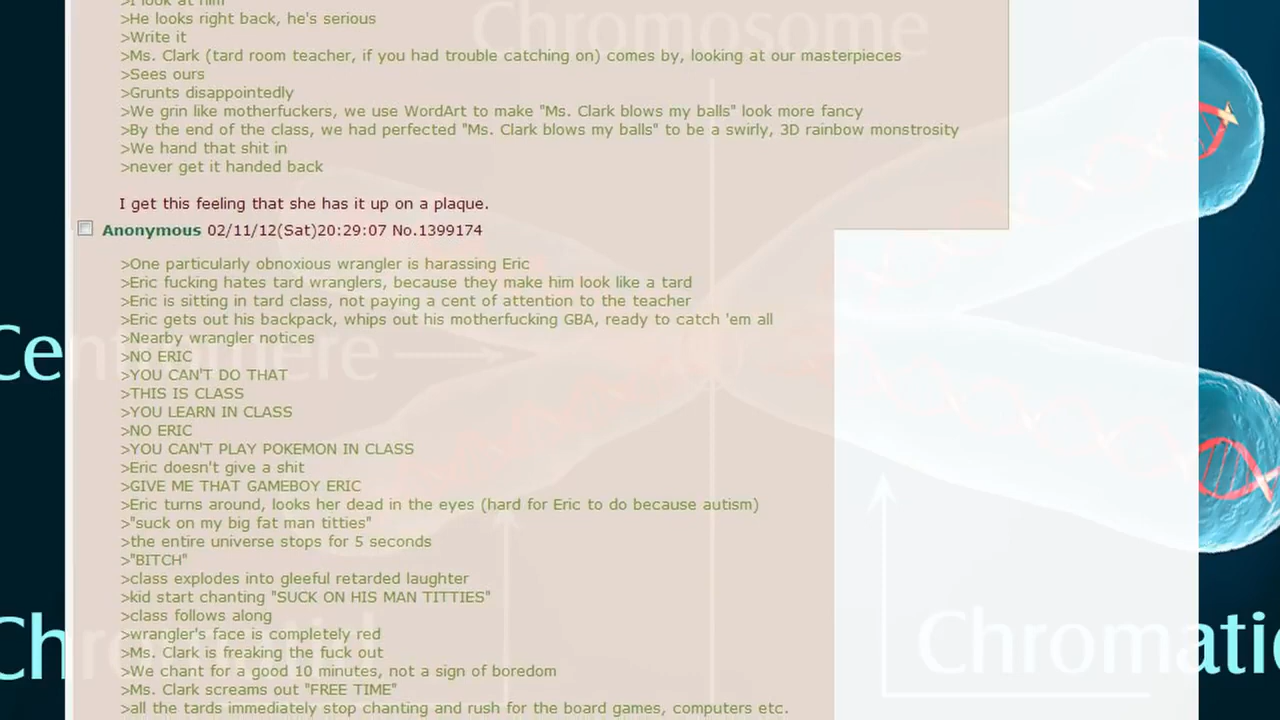 >I look at him
>He looks right back, he's serious
>Write it
>Ms. Clark (tard room teacher, if you had trouble catching on) comes by, looking at our masterpieces
>Sees ours
>Grunts disappointedly
>We grin like motherfuckers, we use WordArt to make "Ms. Clark blows my balls" look more fancy
>By the end of the class, we had perfected "Ms. Clark blows my balls" to be a swirly, 3D rainbow monstrosity
>We hand that shit in
>never get it handed back
I get this feeling that she has it up on a plaque.
Anonymous 02/11/12(Sat)20:29:07 No.1399174
>One particularly obnoxious wrangler is harassing Eric
>Eric fucking hates tard wranglers, because they make him look like a tard
>Eric is sitting in tard class, not paying a cent of attention to the teacher
>Eric gets out his backpack, whips out his motherfucking GBA, ready to catch 'em all
>Nearby wrangler notices
>NO ERIC
>YOU CAN'T DO THAT
>THIS IS CLASS
>YOU LEARN IN CLASS
>NO ERIC
>YOU CAN'T PLAY POKEMON IN CLASS
>Eric doesn't give a shit
>GIVE ME THAT GAMEBOY ERIC
>Eric turns around, looks her dead in the eyes (hard for Eric to do because autism)
>"suck on my big fat man titties"
>the entire universe stops for 5 seconds
>"BITCH"
>class explodes into gleeful retarded laughter
>kid start chanting "SUCK ON HIS MAN TITTIES"
>class follows along
>wrangler's face is completely red
>Ms. Clark is freaking the fuck out
>We chant for a good 10 minutes, not a sign of boredom
>Ms. Clark screams out "FREE TIME"
>all the tards immediately stop chanting and rush for the board games, computers etc.
Chromosome
Centromere
Chromatid
Chromatic